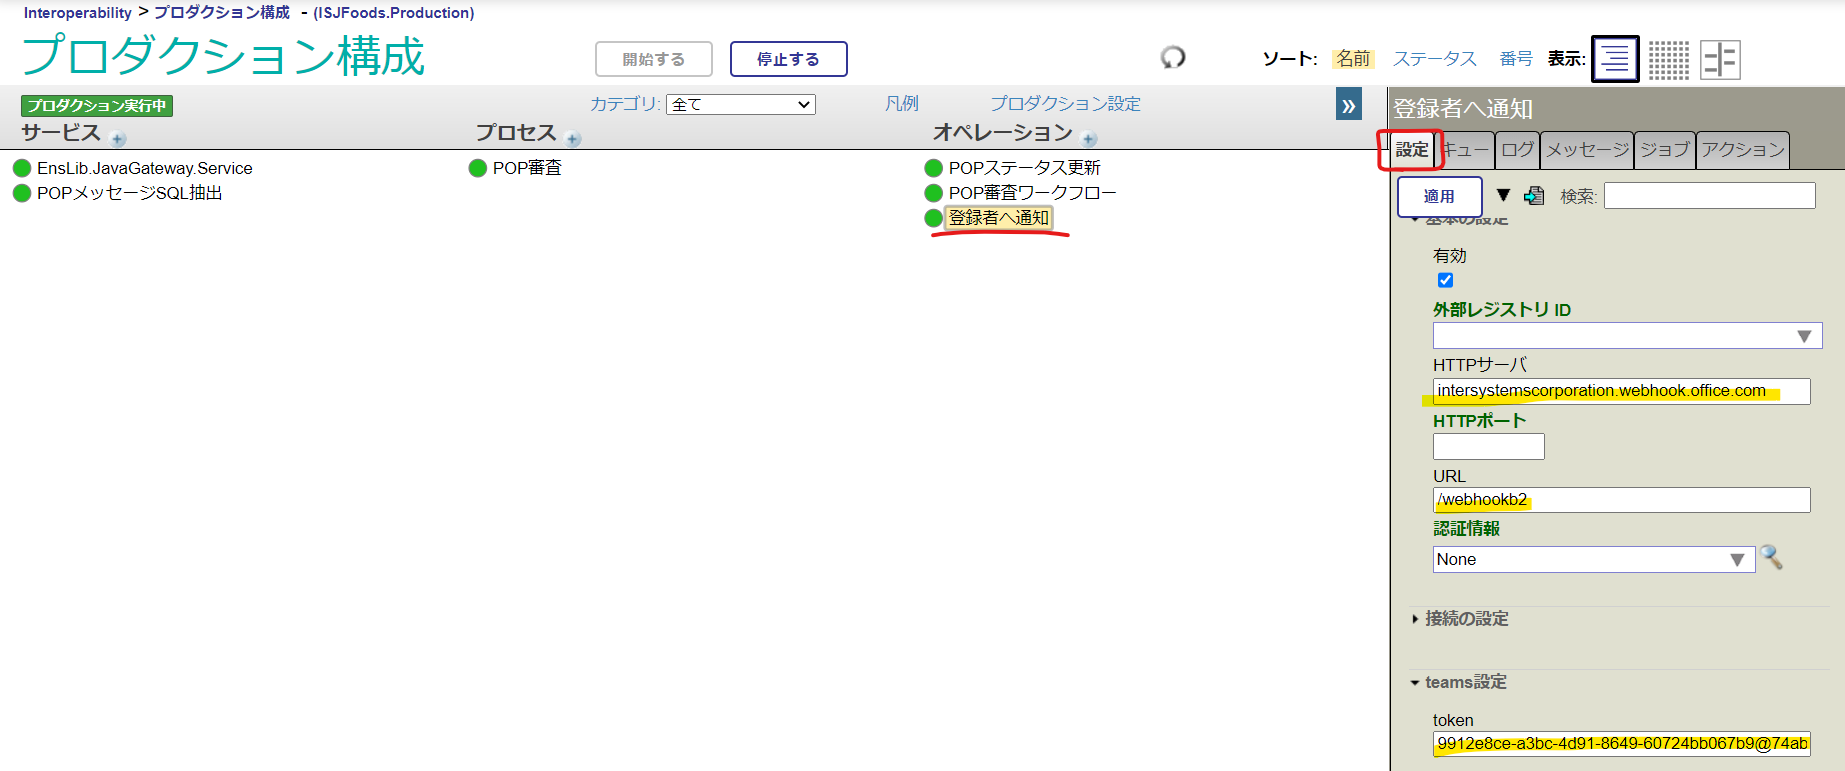 Interoperability > プロダクション構成 - (ISJFoods.Production)
プロダクション構成
開始する
停止する
ソート: 名前 ステータス 番号 表示:
プロダクション実行中
カテゴリ: 全て
凡例
プロダクション設定
»
サービス
プロセス
オペレーション
EnsLib.JavaGateway.Service
POPメッセージSQL抽出
POP審査
POPステータス更新
POP審査ワークフロー
登録者へ通知
登録者へ通知
設定 キュー ログ メッセージ ジョブ アクション
適用
検索:
基本の設定
有効
外部レジストリ ID
HTTPサーバ
intersystemscorporation.webhook.office.com
HTTPポート
URL
/webhookb2
認証情報
None
接続の設定
teams設定
token
9912e8ce-a3bc-4d91-8649-60724bb067b9@74ab